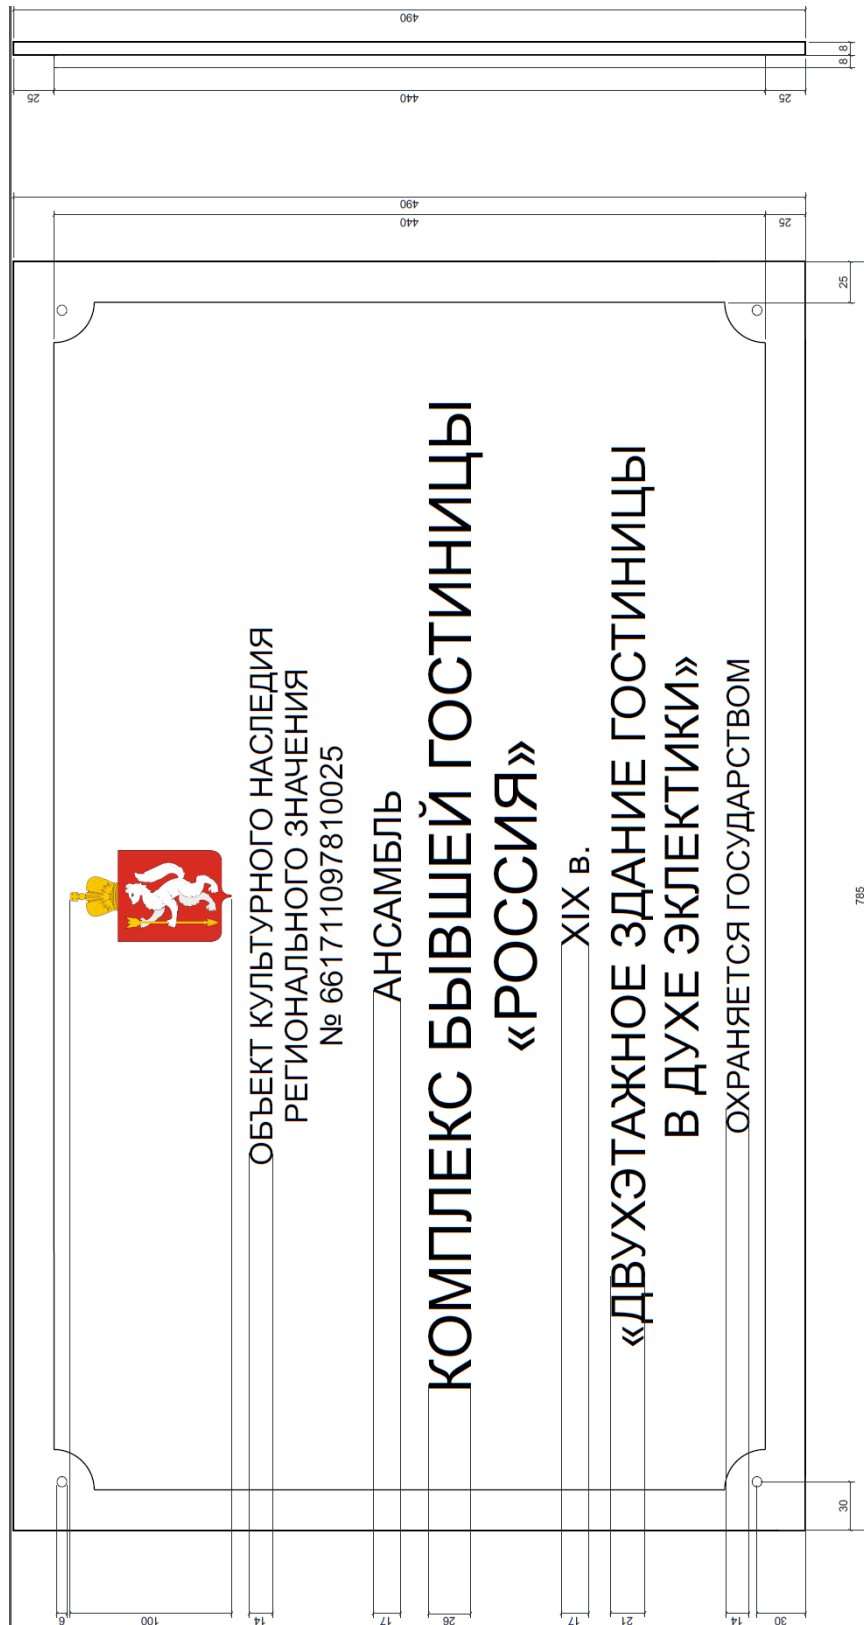 ОБЪЕКТ КУЛЬТУРНОГО НАСЛЕДИЯ
РЕГИОНАЛЬНОГО ЗНАЧЕНИЯ
№ 661711097810025
АНСАМБЛЬ
КОМПЛЕКС БЫВШЕЙ ГОСТИНИЦЫ
«РОССИЯ»
XIX в.
«ДВУХЭТАЖНОЕ ЗДАНИЕ ГОСТИНИЦЫ
В ДУХЕ ЭКЛЕКТИКИ»
ОХРАНЯЕТСЯ ГОСУДАРСТВОМ
490
8
8
25
440
25
490
440
25
25
785
30
6
100
14
17
26
17
21
14
30